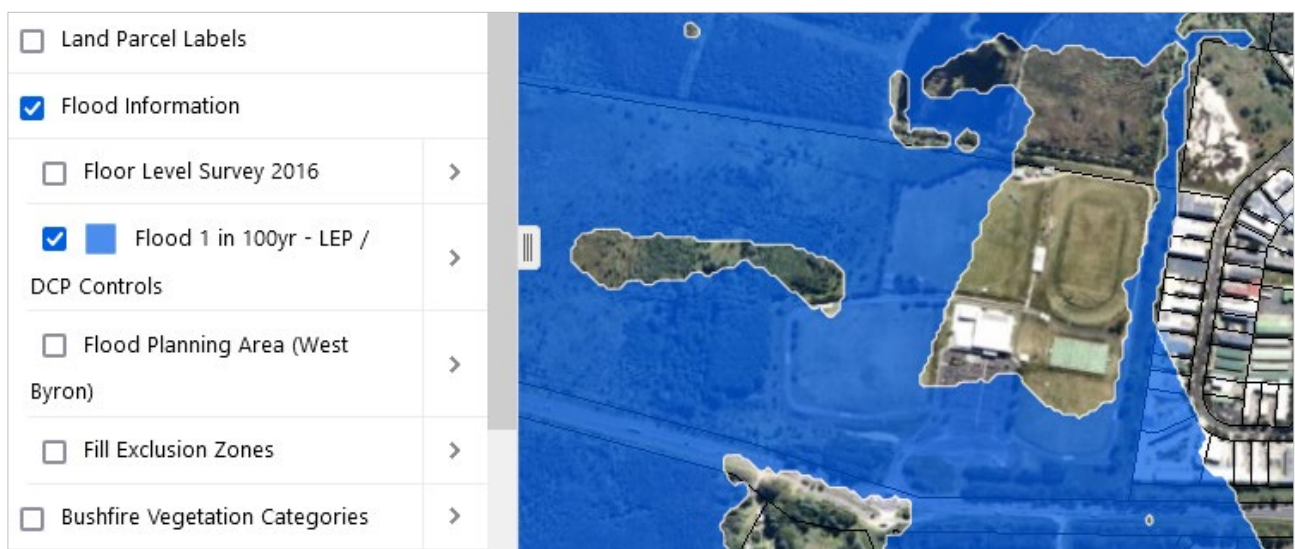 Land Parcel Labels
Flood Information
Floor Level Survey 2016
Flood 1 in 100yr - LEP /
DCP Controls
Flood Planning Area (West
Byron)
Fill Exclusion Zones
Bushfire Vegetation Categories